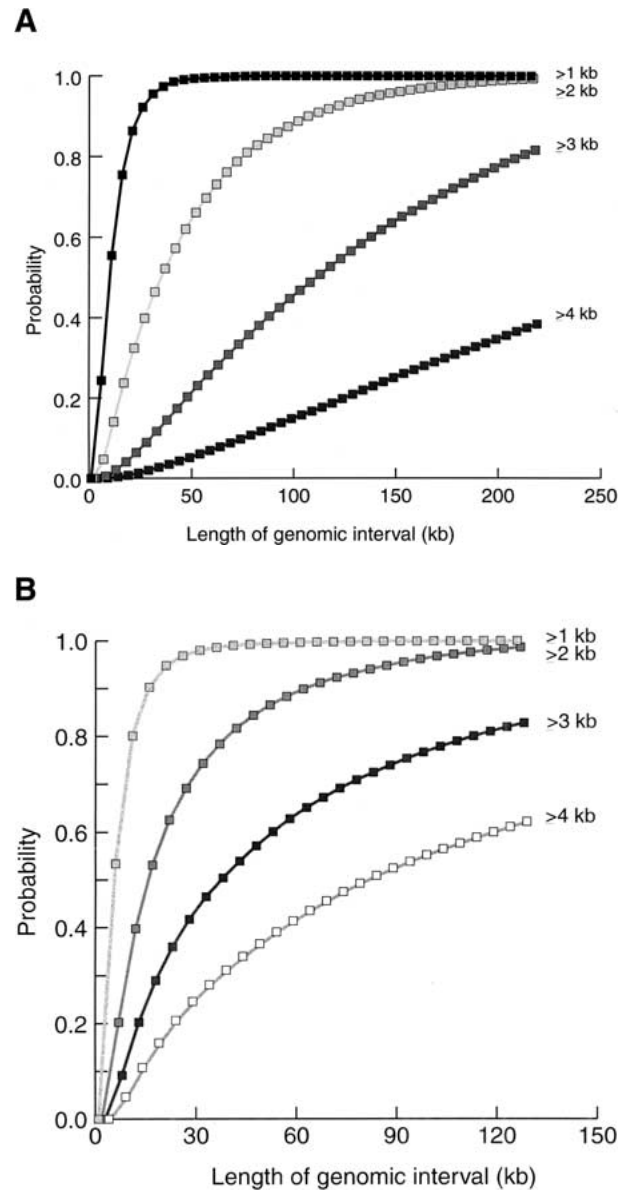 A
1.0
0.8
0.6
0.4
0.2
0.0
Probability
>1 kb
>2 kb
>3 kb
>4 kb
0
50
100
150
200
250
Length of genomic interval (kb)
B
1.0
0.8
0.6
0.4
0.2
0.0
Probability
>1 kb
>2 kb
>3 kb
>4 kb
0
30
60
90
120
150
Length of genomic interval (kb)